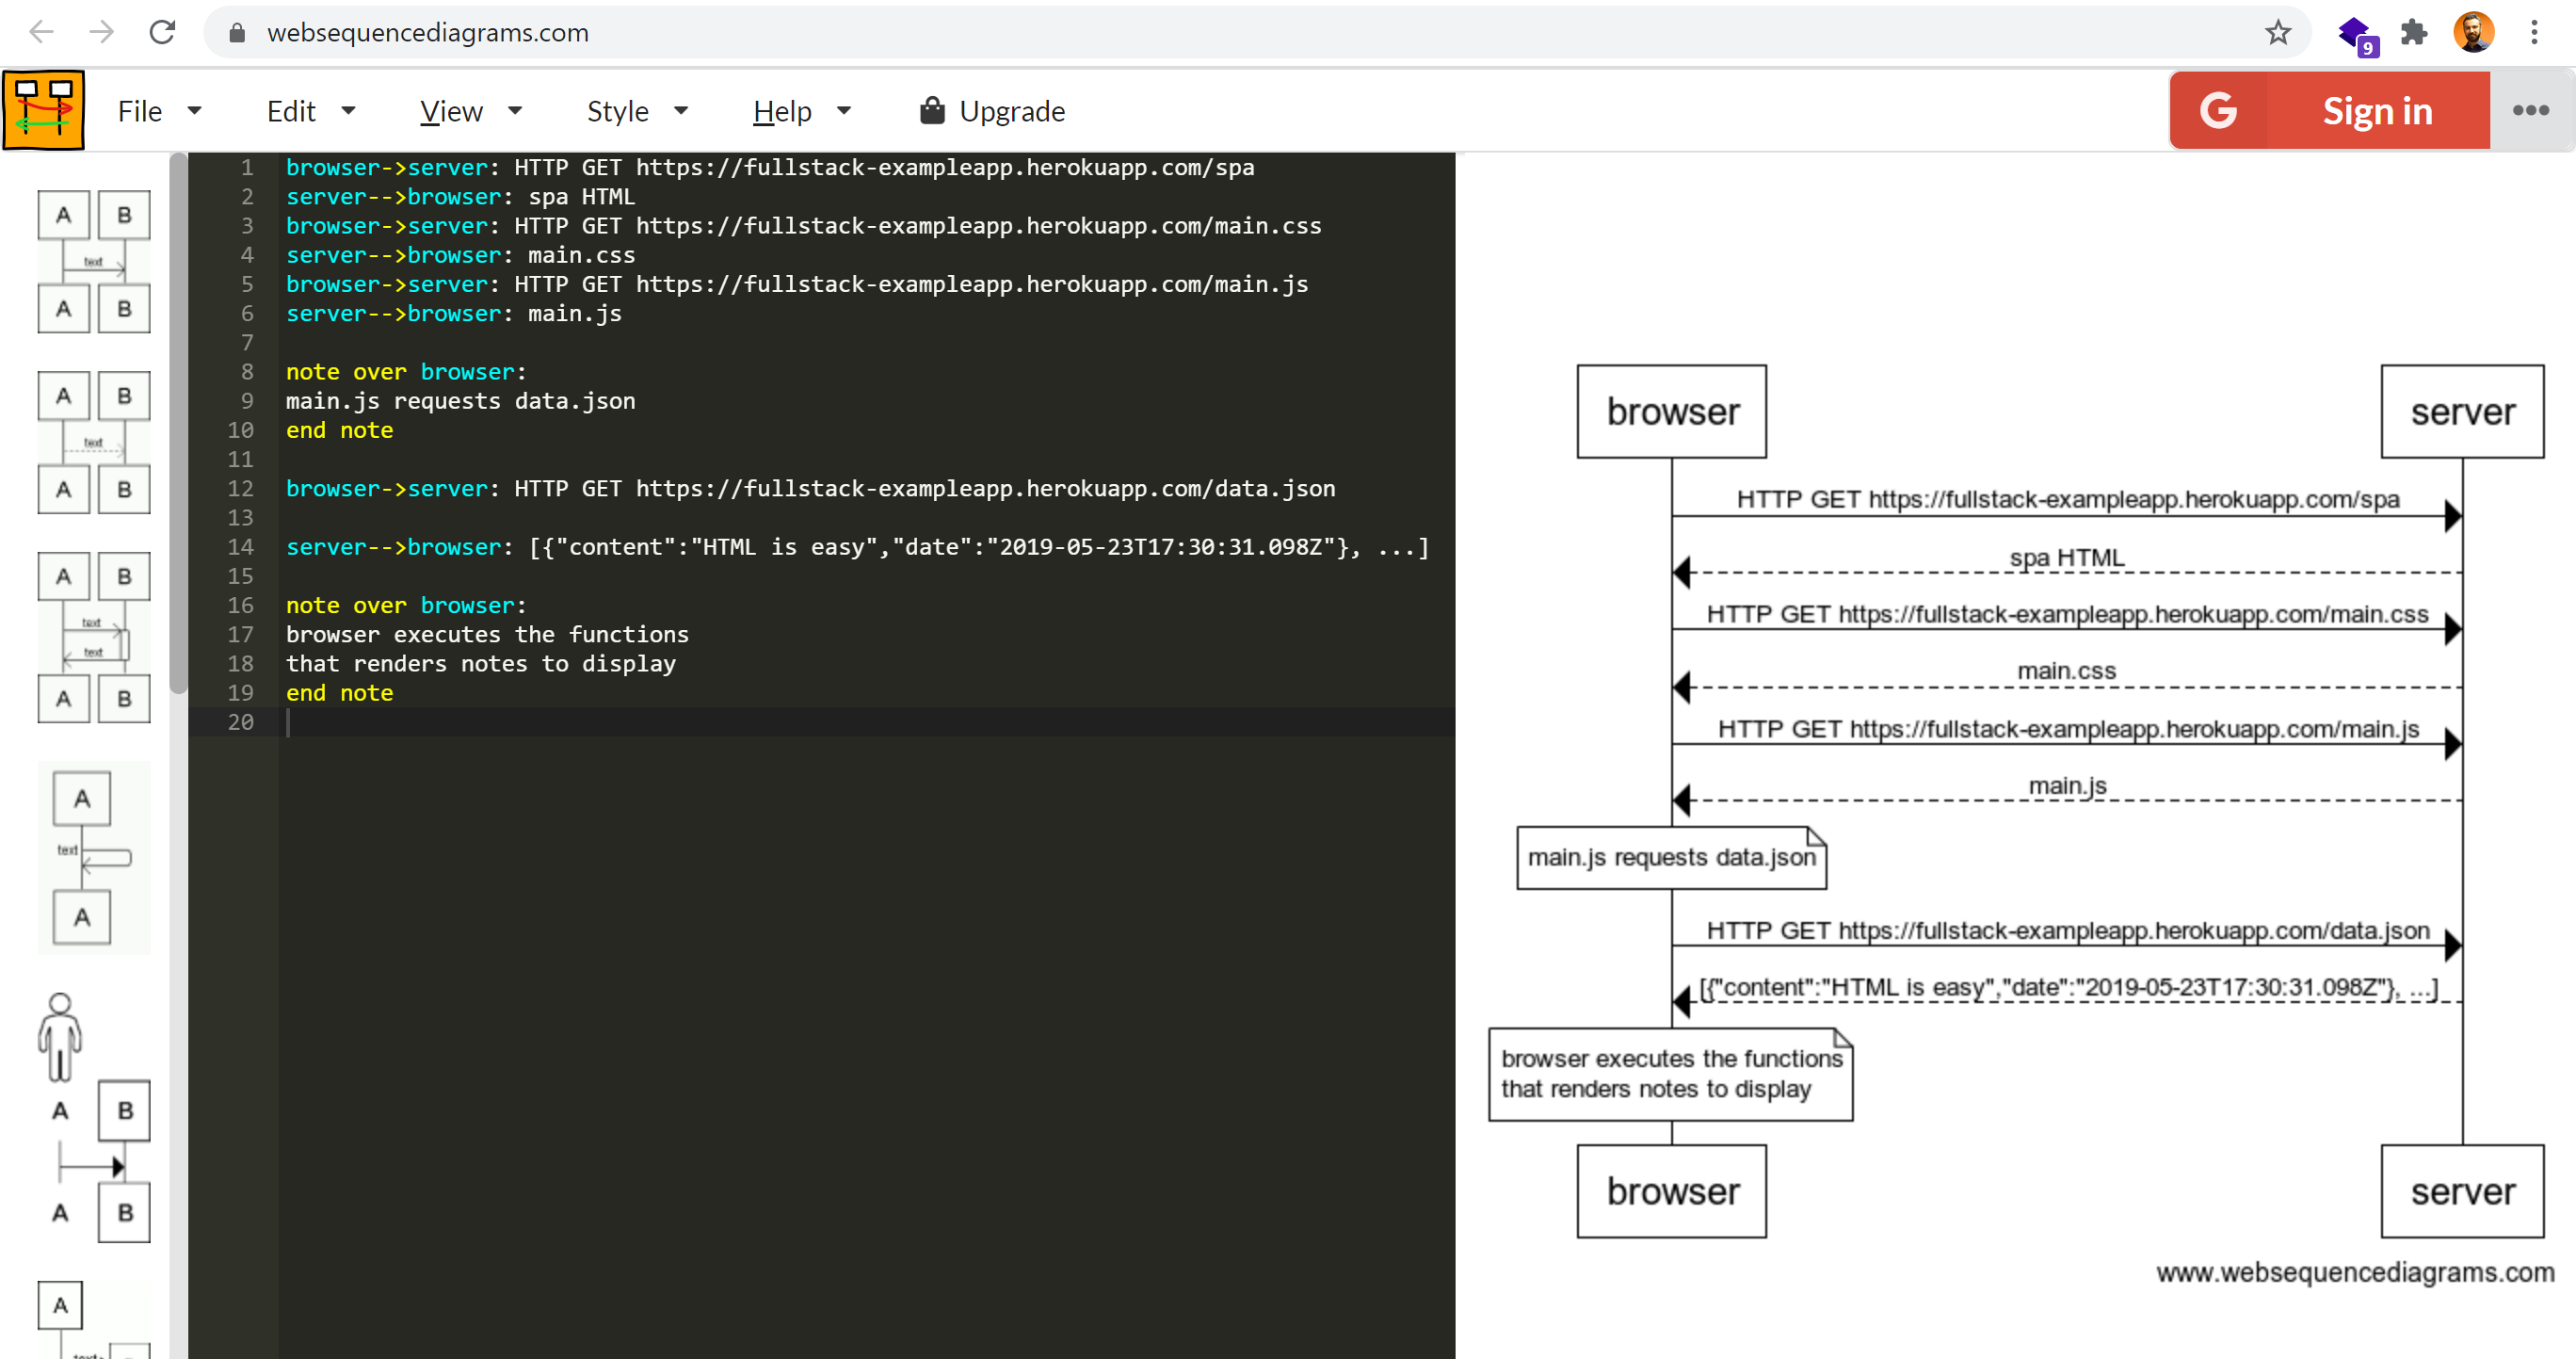 websequencediagrams.com
9
File
Edit
View
Style
Help
Upgrade
G
Sign in
A B
text
A B
A B
text
A B
A B
text
text
A B
A
text
A
A B
A B
A
text
1 browser->server: HTTP GET https://fullstack-exampleapp.herokuapp.com/spa
2 server-->browser: spa HTML
3 browser->server: HTTP GET https://fullstack-exampleapp.herokuapp.com/main.css
4 server-->browser: main.css
5 browser->server: HTTP GET https://fullstack-exampleapp.herokuapp.com/main.js
6 server-->browser: main.js
7
8 note over browser:
9 main.js requests data.json
10 end note
11
12 browser->server: HTTP GET https://fullstack-exampleapp.herokuapp.com/data.json
13
14 server-->browser: [{"content":"HTML is easy","date":"2019-05-23T17:30:31.098Z"}, ...]
15
16 note over browser:
17 browser executes the functions
18 that renders notes to display
19 end note
20
browser server
HTTP GET https://fullstack-exampleapp.herokuapp.com/spa
spa HTML
HTTP GET https://fullstack-exampleapp.herokuapp.com/main.css
main.css
HTTP GET https://fullstack-exampleapp.herokuapp.com/main.js
main.js
main.js requests data.json
HTTP GET https://fullstack-exampleapp.herokuapp.com/data.json
[{"content":"HTML is easy","date":"2019-05-23T17:30:31.098Z"}, ...]
browser executes the functions
that renders notes to display
browser server
www.websequencediagrams.com